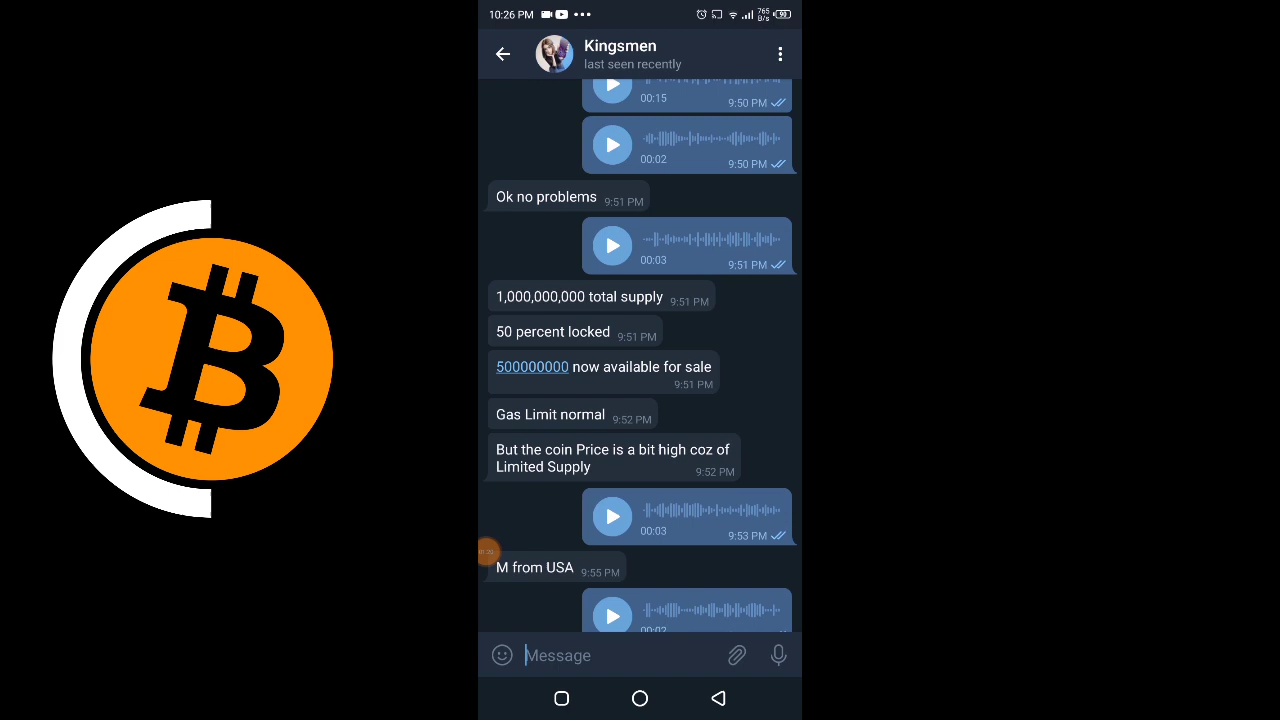 10:26 PM
765 B/s
90
Kingsmen
last seen recently
00:15 9:50 PM
00:02 9:50 PM
Ok no problems 9:51 PM
00:03 9:51 PM
1,000,000,000 total supply 9:51 PM
50 percent locked 9:51 PM
500000000 now available for sale
9:51 PM
Gas Limit normal 9:52 PM
But the coin Price is a bit high coz of
Limited Supply 9:52 PM
00:03 9:53 PM
M from USA 9:55 PM
00:02
Message